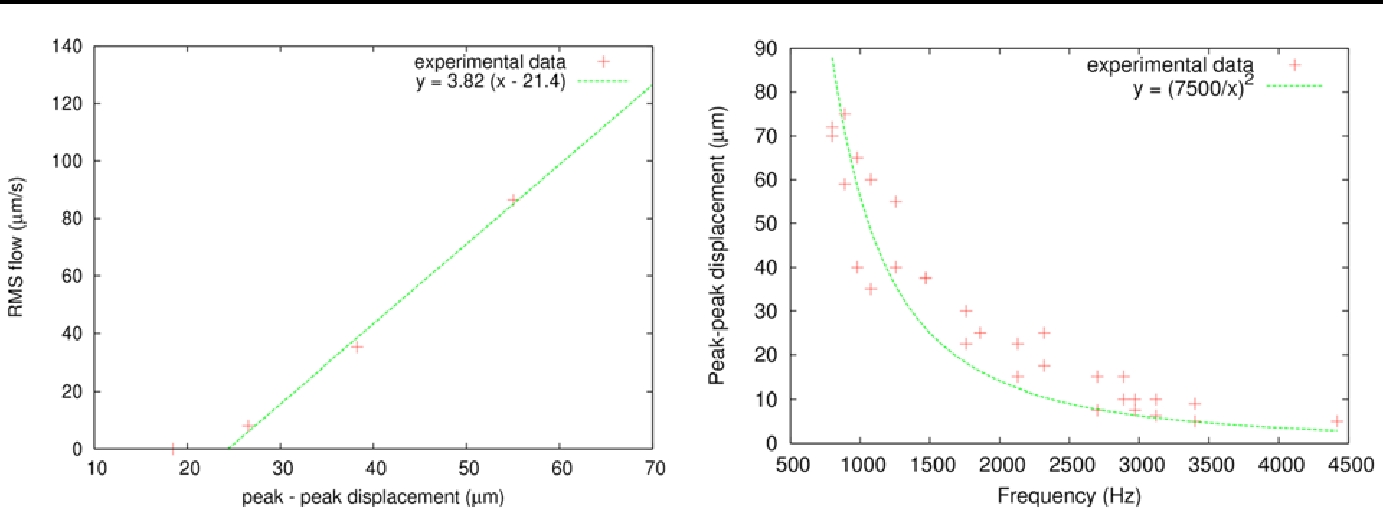 140
120
100
80
60
40
20
0
10 20 30 40 50 60 70
RMS flow (μm/s)
peak - peak displacement (μm)
experimental data
y = 3.82 (x - 21.4)
90
80
70
60
50
40
30
20
10
0
500 1000 1500 2000 2500 3000 3500 4000 4500
Peak-peak displacement (μm)
Frequency (Hz)
experimental data
y = (7500/x)²